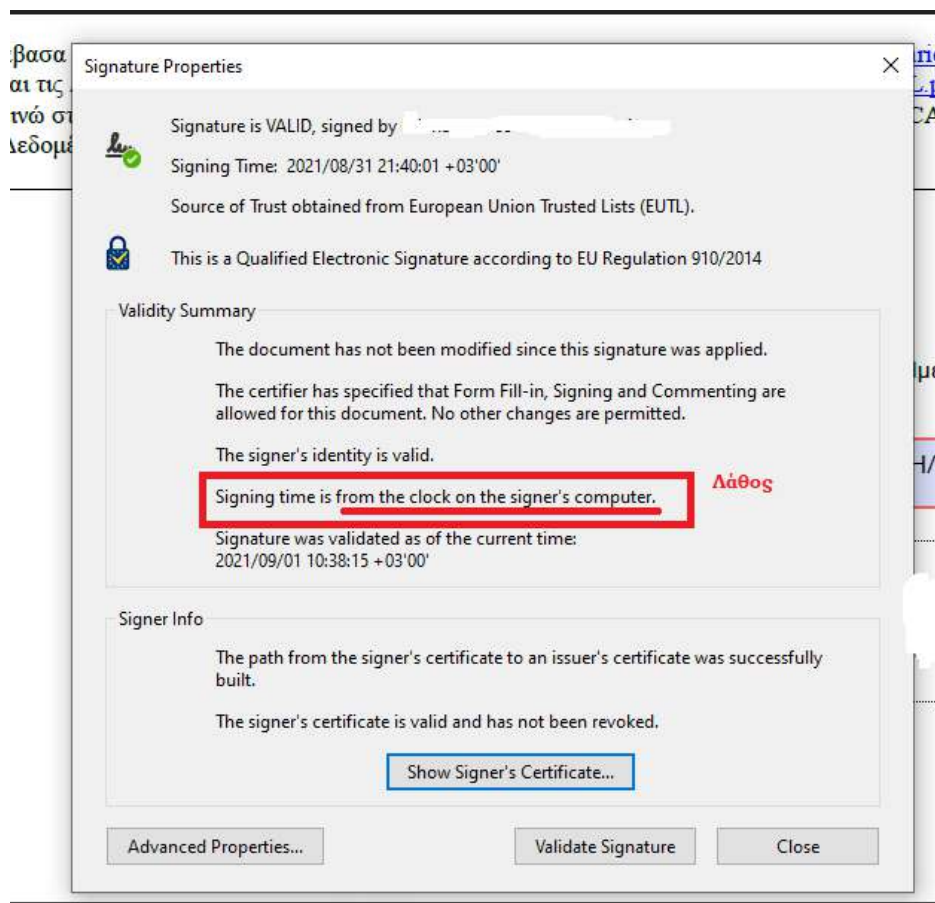 Signature Properties
Signature is VALID, signed by
Signing Time: 2021/08/31 21:40:01 +03'00'
Source of Trust obtained from European Union Trusted Lists (EUTL).
This is a Qualified Electronic Signature according to EU Regulation 910/2014
Validity Summary
The document has not been modified since this signature was applied.
The certifier has specified that Form Fill-in, Signing and Commenting are
allowed for this document. No other changes are permitted.
The signer's identity is valid.
Signing time is from the clock on the signer's computer.
Λάθος
Signature was validated as of the current time:
2021/09/01 10:38:15 +03'00'
Signer Info
The path from the signer's certificate to an issuer's certificate was successfully
built.
The signer's certificate is valid and has not been revoked.
Show Signer's Certificate...
Advanced Properties...
Validate Signature
Close